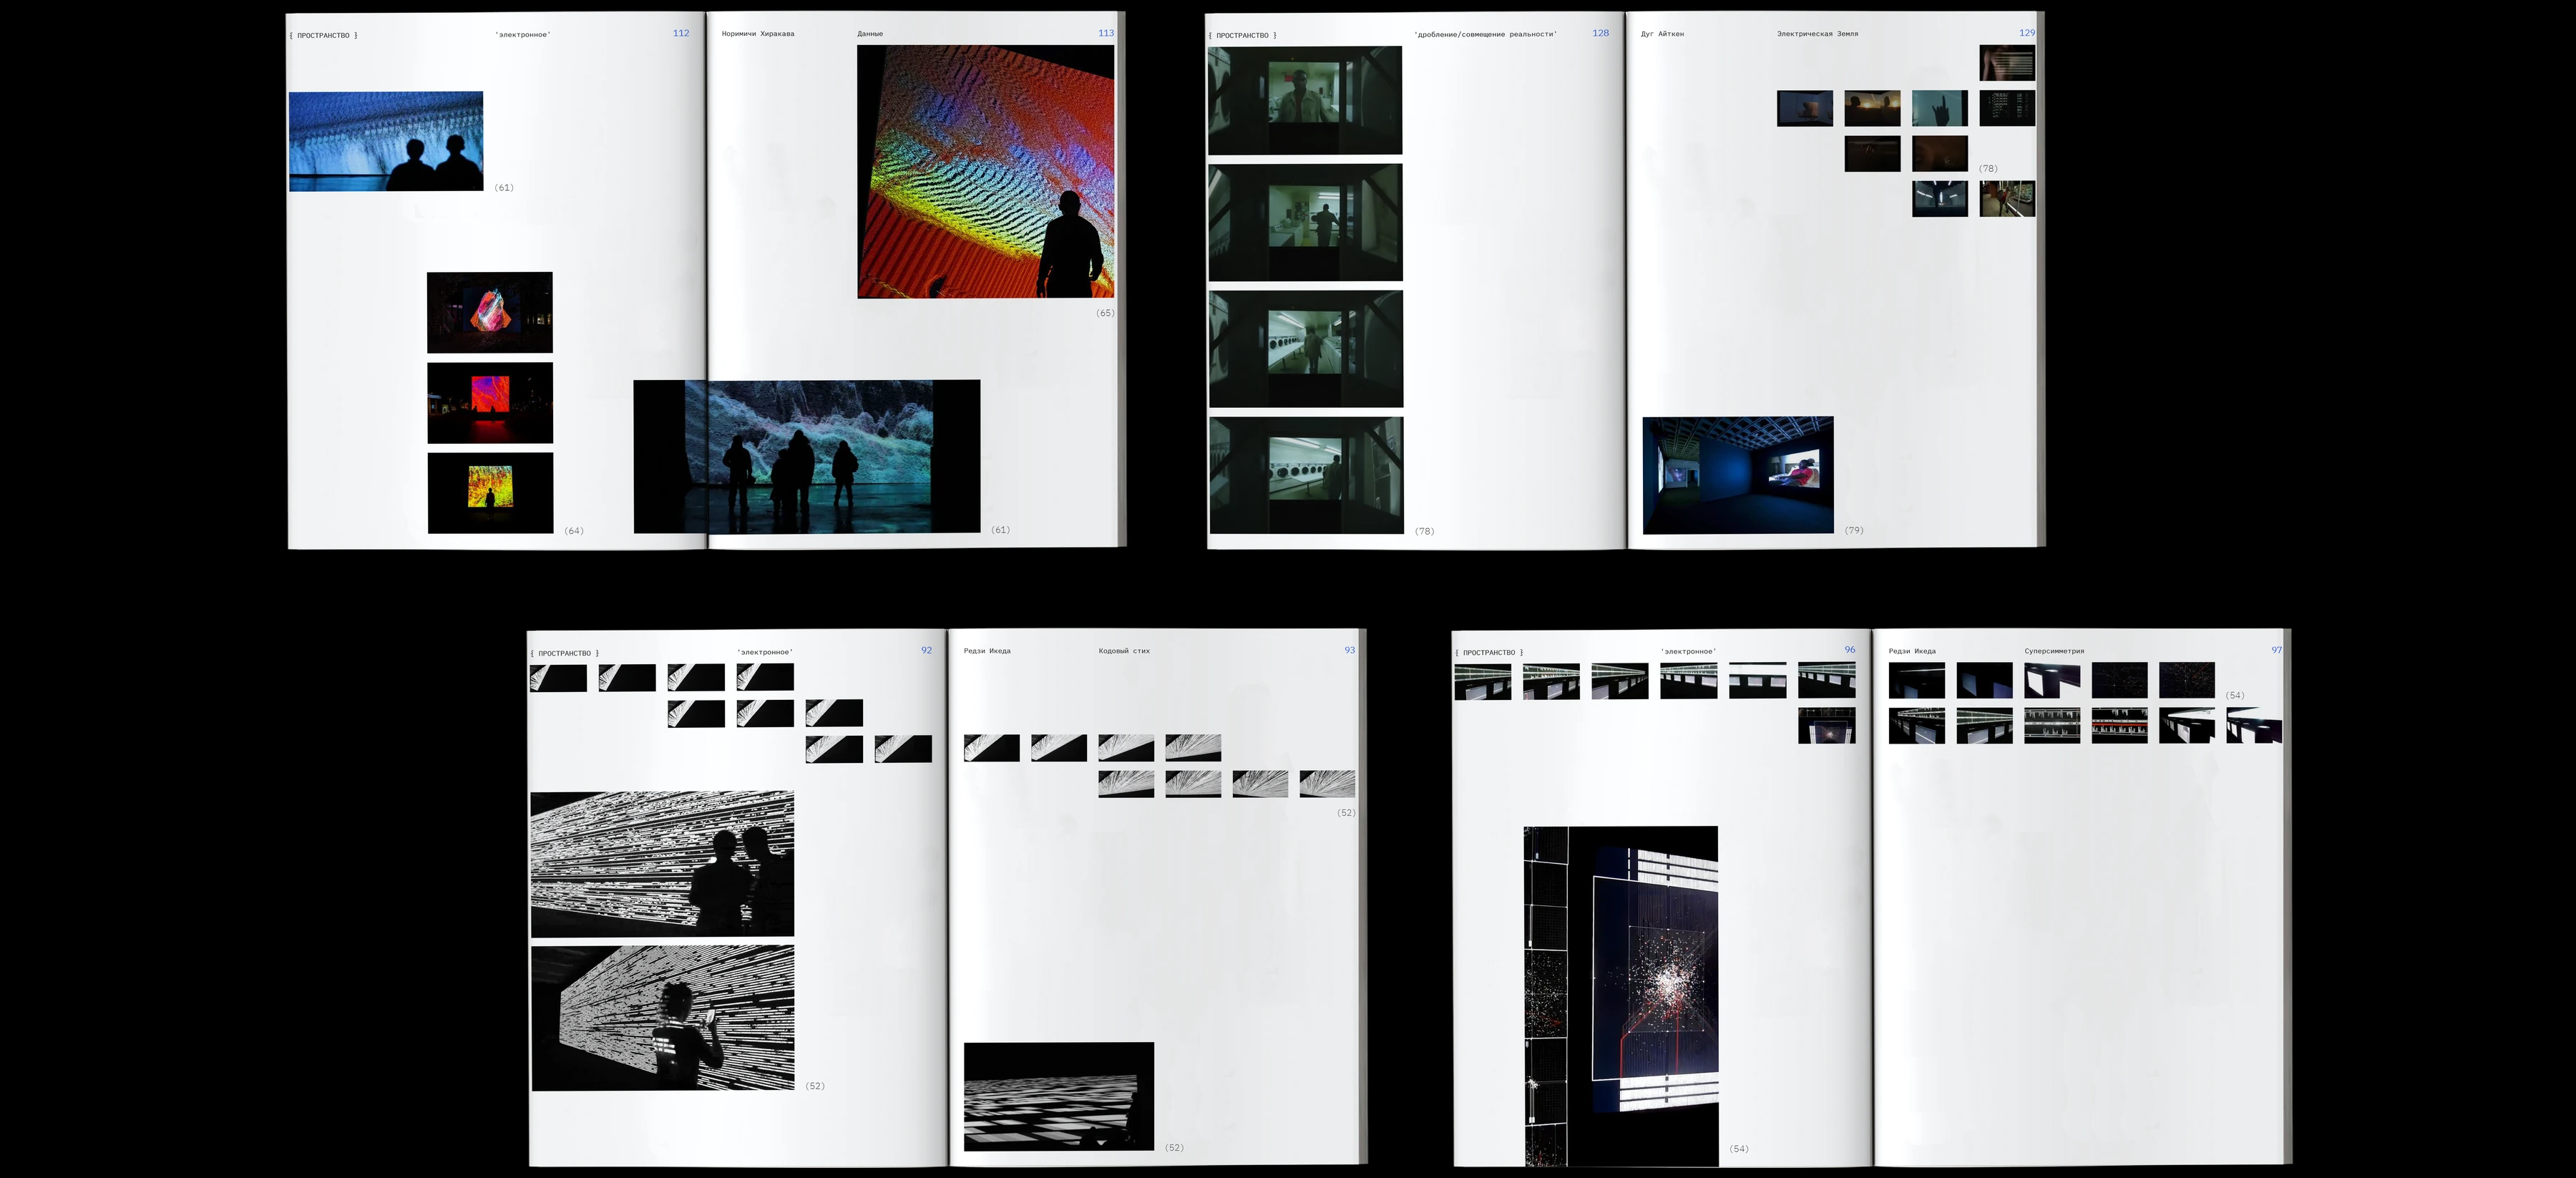 { ПРОСТРАНСТВО } 'электронное' 112
Норимичи Хиракава Данные 113
(61)
(65)
(64)
(61)
{ ПРОСТРАНСТВО } 'дробление/совмещение реальности' 128
Дуг Айткен Электрическая Земля 129
(78)
(78)
(79)
{ ПРОСТРАНСТВО } 'электронное' 92
Редзи Икеда Кодовый стих 93
(52)
(52)
(52)
{ ПРОСТРАНСТВО } 'электронное' 96
Редзи Икеда Суперсимметрия 97
(54)
(54)